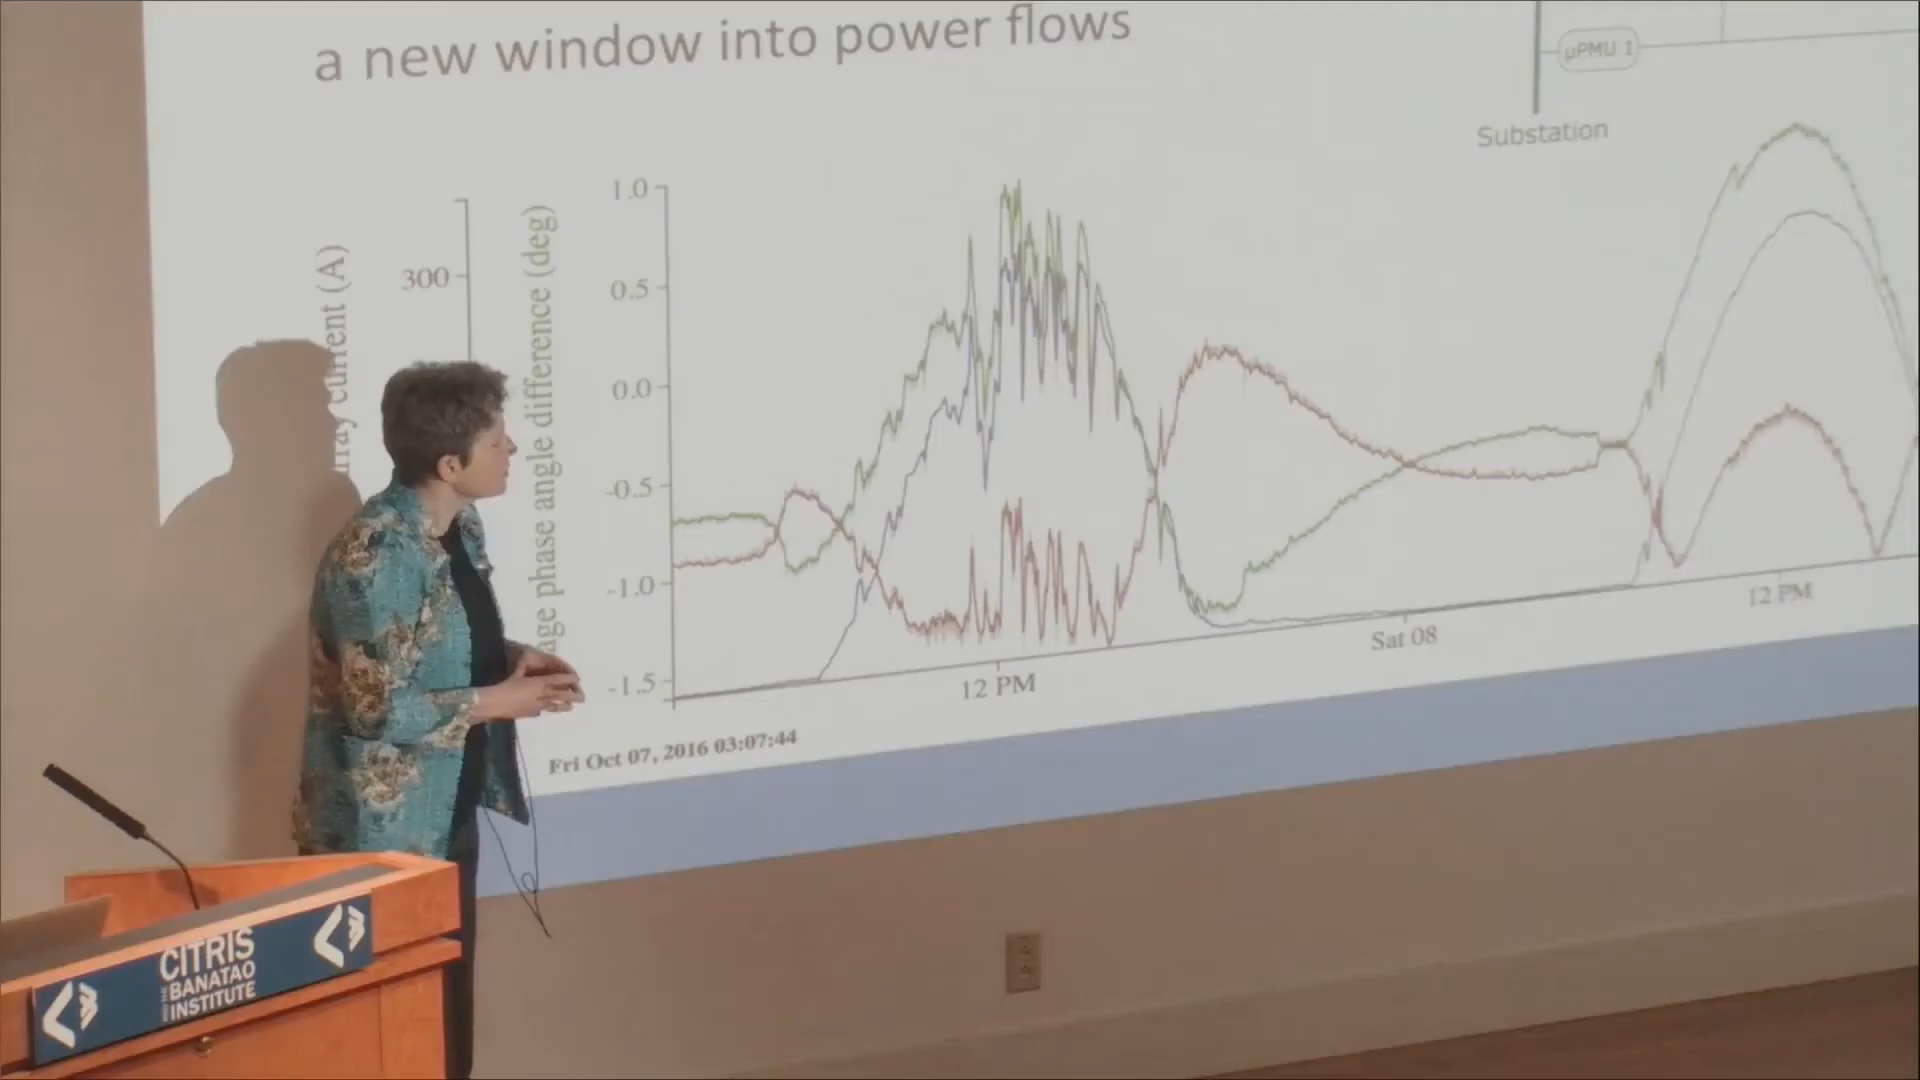 a new window into power flows
µPMU 1
Substation
300
current (A)
1.0
0.5
0.0
-0.5
-1.0
-1.5
phase angle difference (deg)
12 PM
Sat 08
12 PM
Fri Oct 07, 2016 03:07:44
CITRIS
AND THE
BANATAO
INSTITUTE